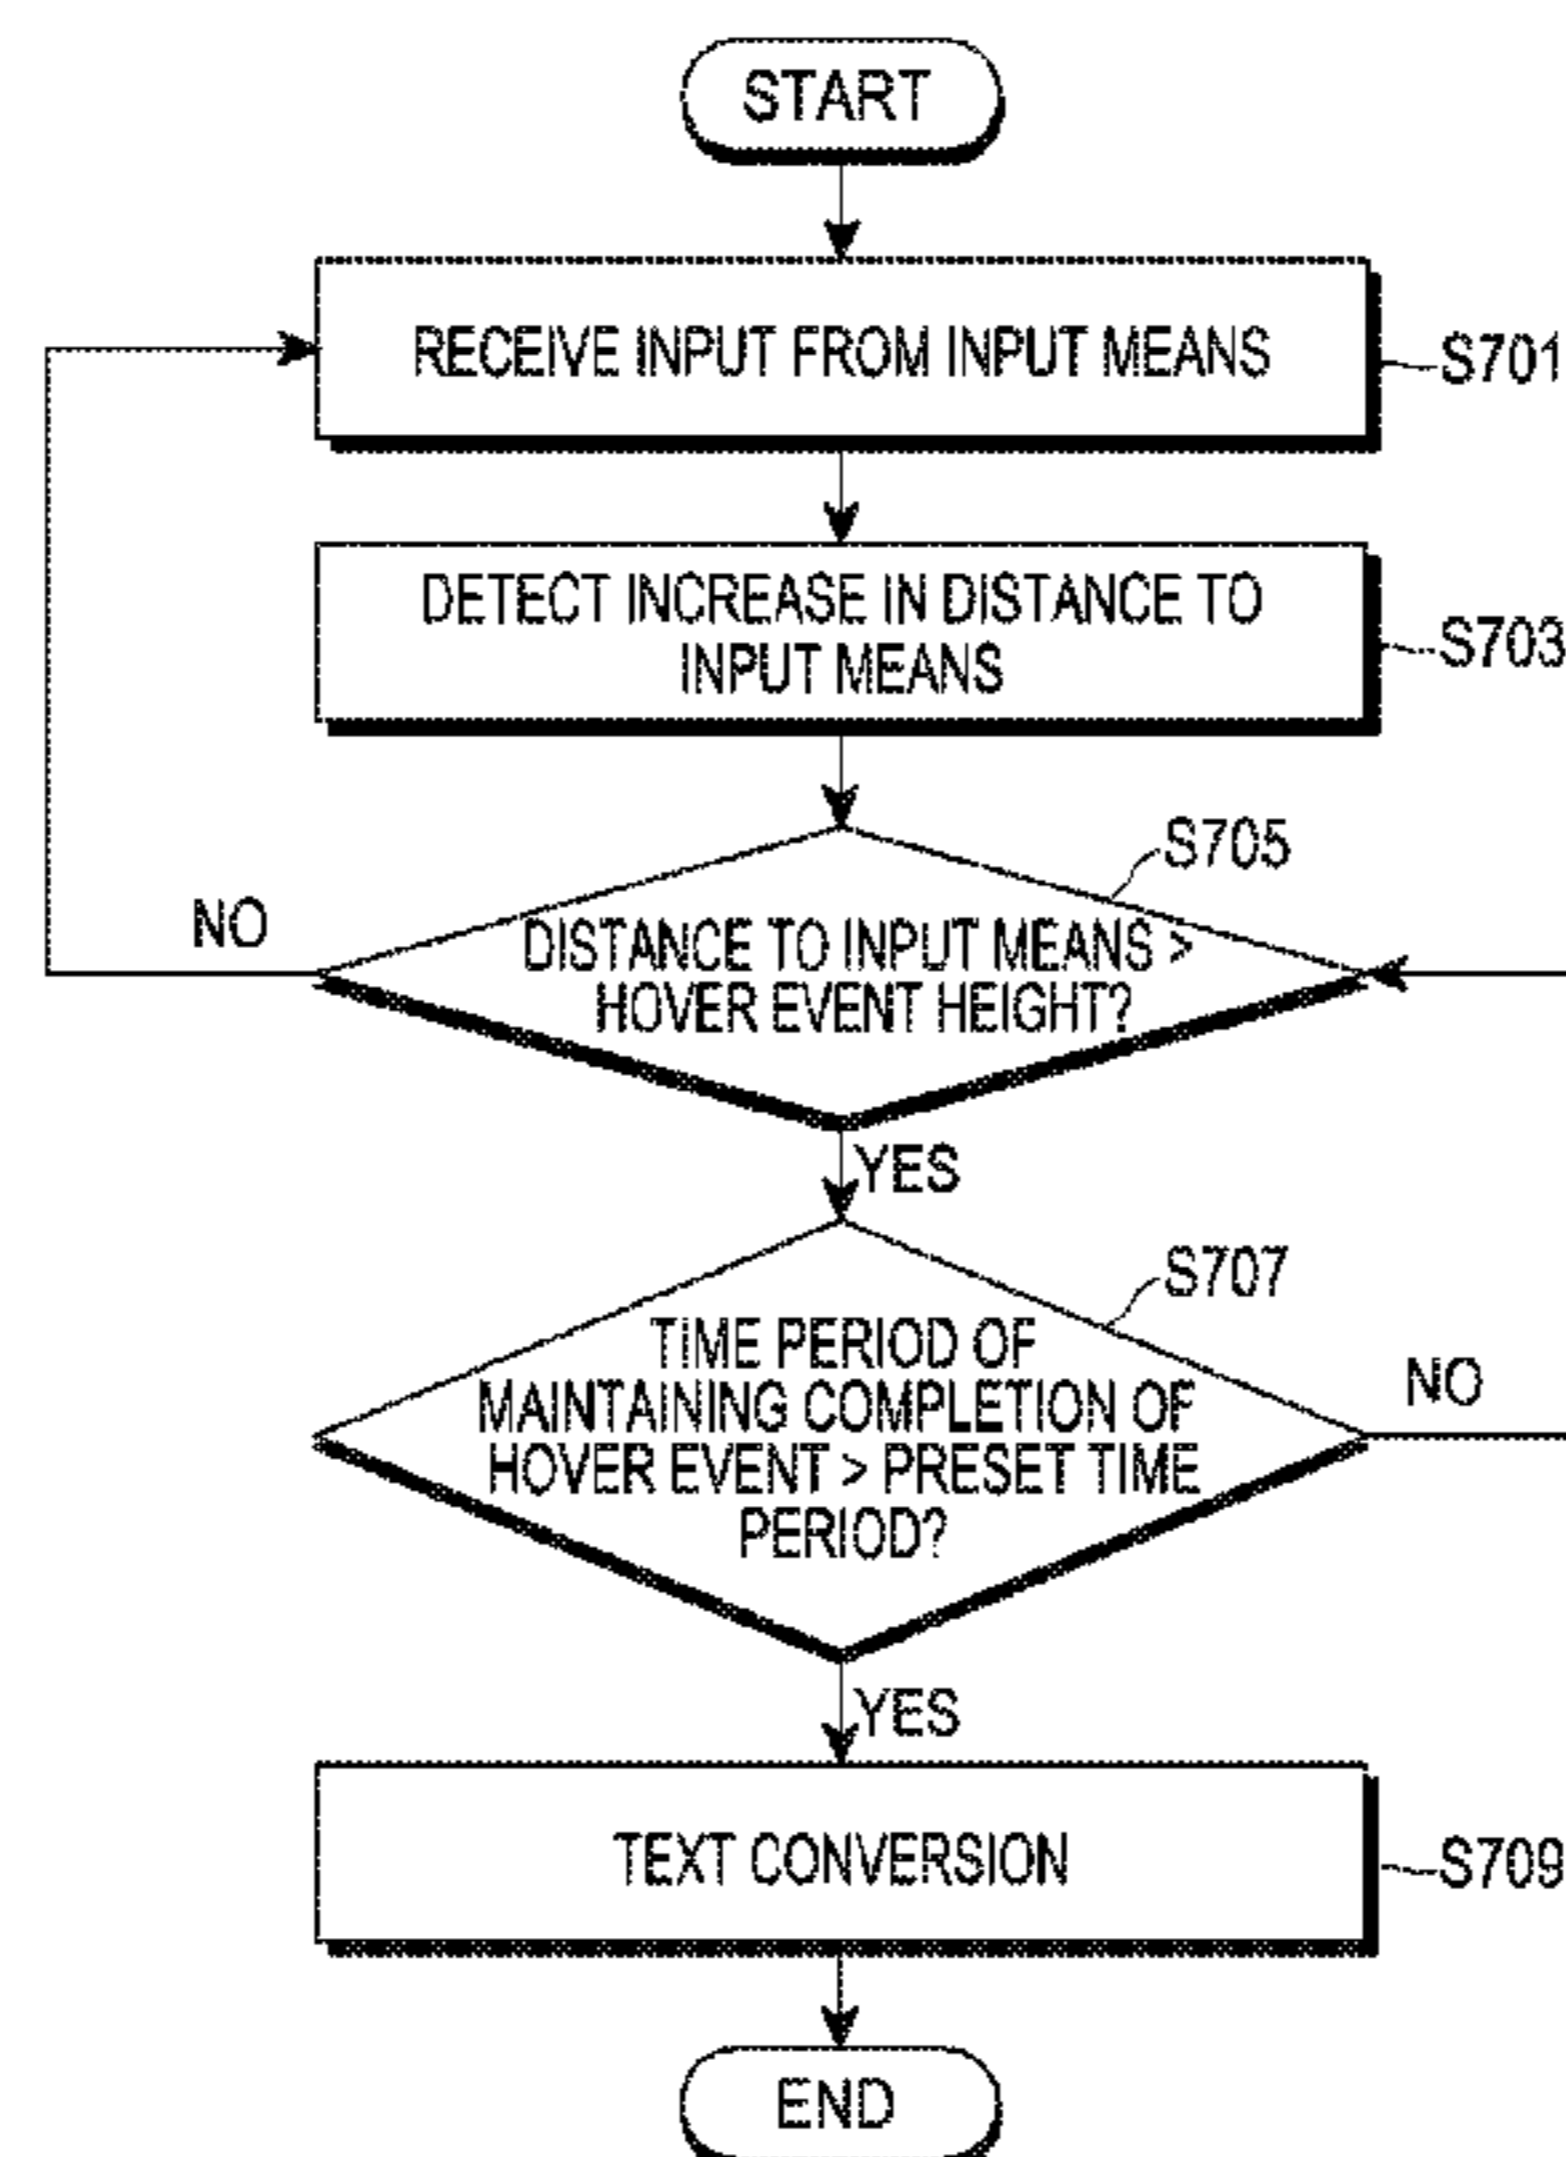 START
RECEIVE INPUT FROM INPUT MEANS
S701
DETECT INCREASE IN DISTANCE TO
INPUT MEANS
S703
S705
NO
DISTANCE TO INPUT MEANS >
HOVER EVENT HEIGHT?
YES
S707
TIME PERIOD OF
MAINTAINING COMPLETION OF
HOVER EVENT > PRESET TIME
PERIOD?
NO
YES
TEXT CONVERSION
S709
END